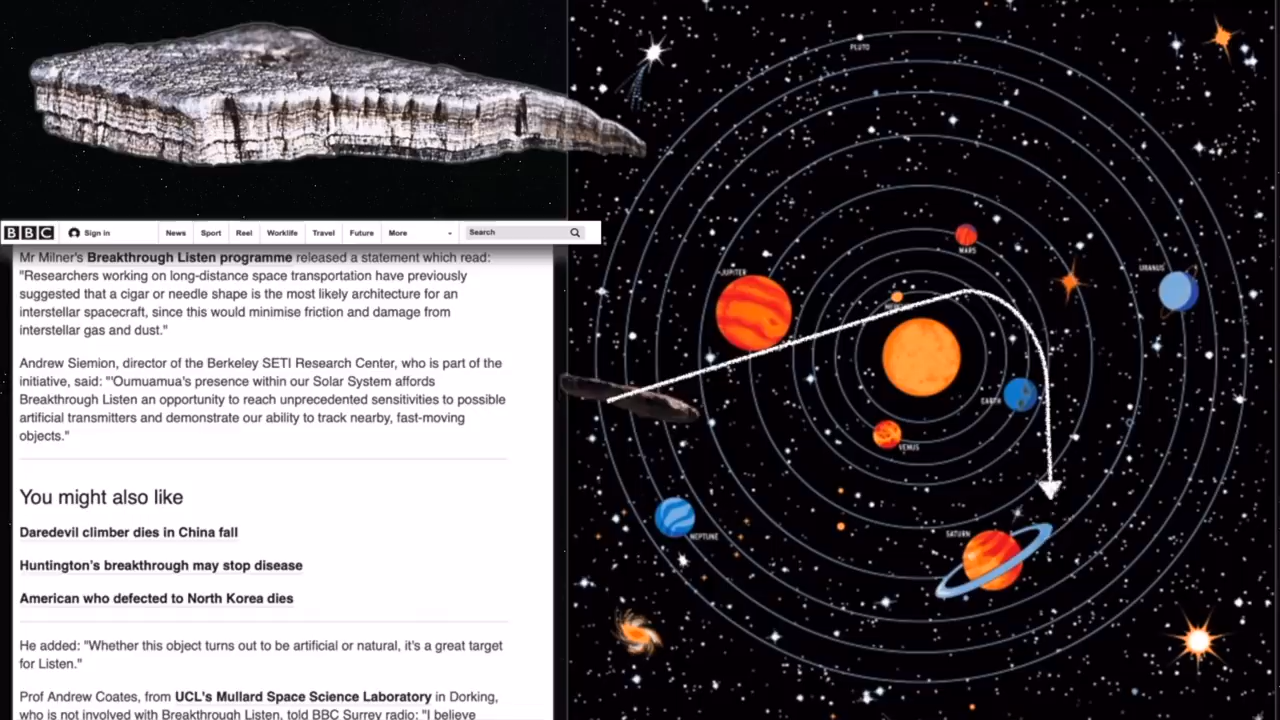 BBC
Sign in
News
Sport
Reel
Worklife
Travel
Future
More
Search
Mr Milner's Breakthrough Listen programme released a statement which read:
"Researchers working on long-distance space transportation have previously
suggested that a cigar or needle shape is the most likely architecture for an
interstellar spacecraft, since this would minimise friction and damage from
interstellar gas and dust."
Andrew Siemion, director of the Berkeley SETI Research Center, who is part of the
initiative, said: "'Oumuamua's presence within our Solar System affords
Breakthrough Listen an opportunity to reach unprecedented sensitivities to possible
artificial transmitters and demonstrate our ability to track nearby, fast-moving
objects."
You might also like
Daredevil climber dies in China fall
Huntington's breakthrough may stop disease
American who defected to North Korea dies
He added: "Whether this object turns out to be artificial or natural, it's a great target
for Listen."
Prof Andrew Coates, from UCL's Mullard Space Science Laboratory in Dorking,
who is not involved with Breakthrough Listen, told BBC Surrey radio: "I believe
PLUTO
MARS
JUPITER
URANUS
EARTH
VENUS
NEPTUNE
SATURN